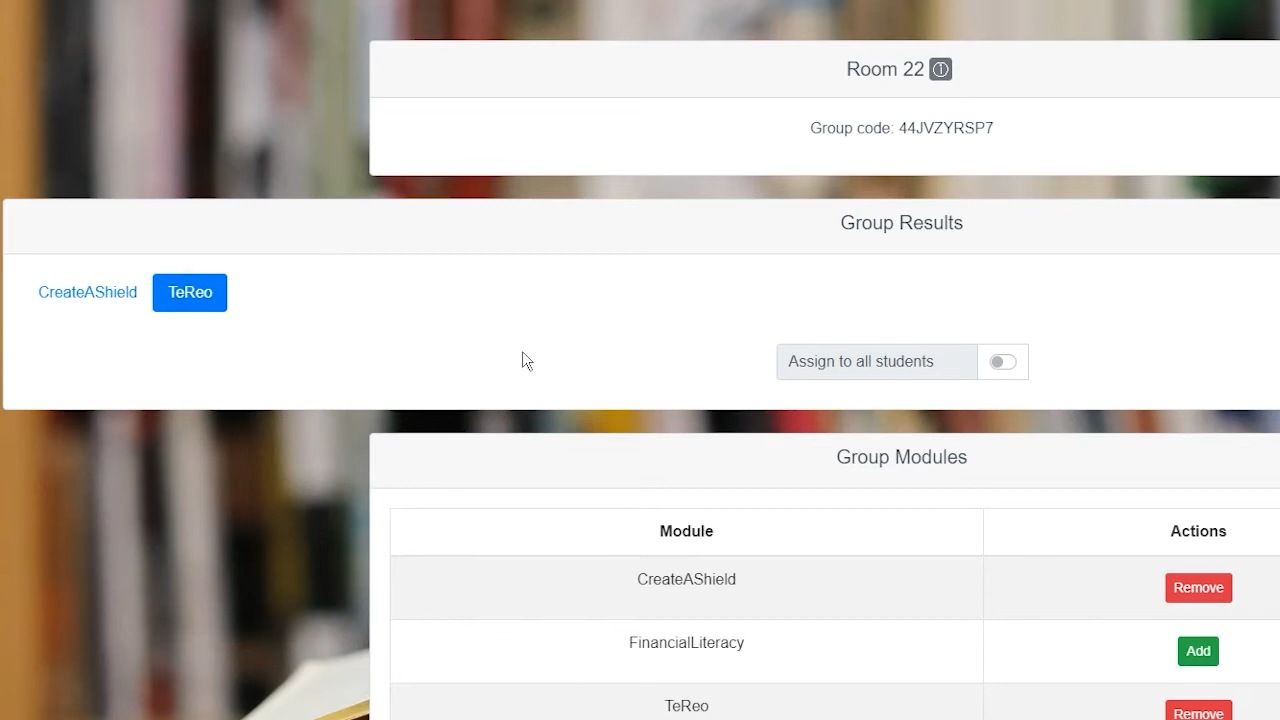 Room 22 ⓘ
Group code: 44JVZYRSP7
Group Results
CreateAShield TeReo
Assign to all students
Group Modules
Module Actions
CreateAShield Remove
FinancialLiteracy Add
TeReo Remove